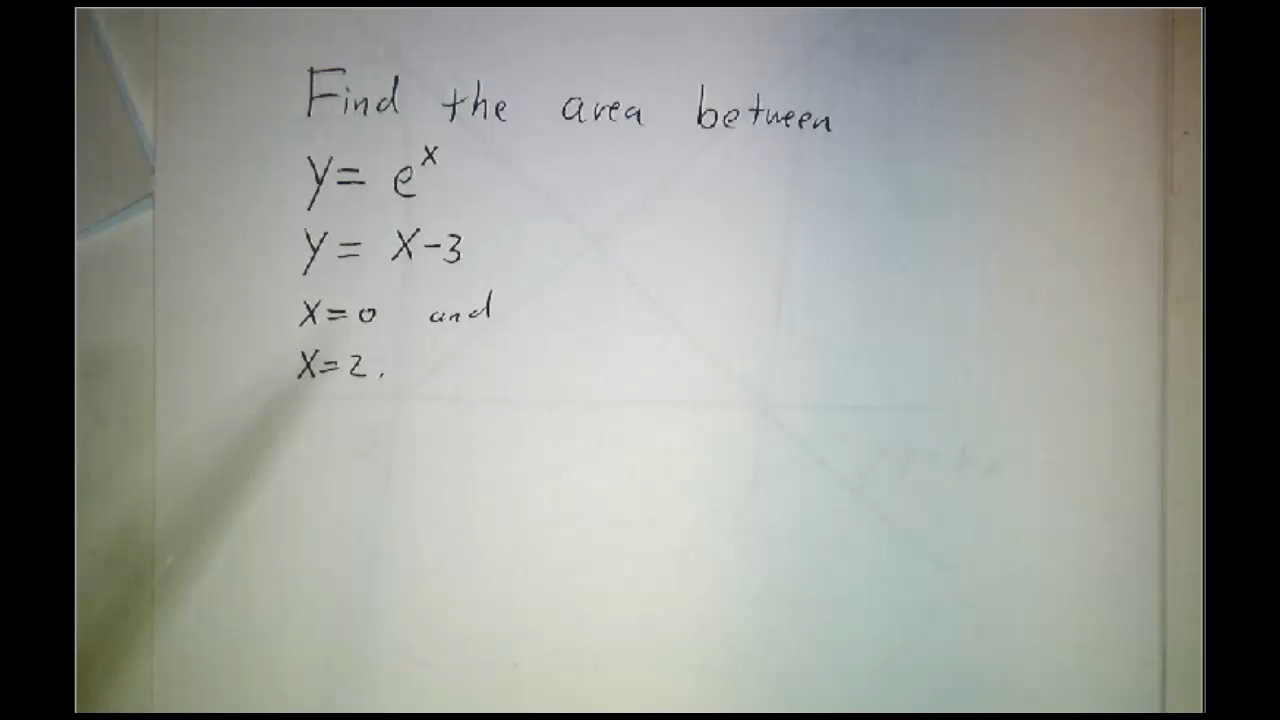 Find the area between
y = e^x
y = x-3
x=0 and
x=2.